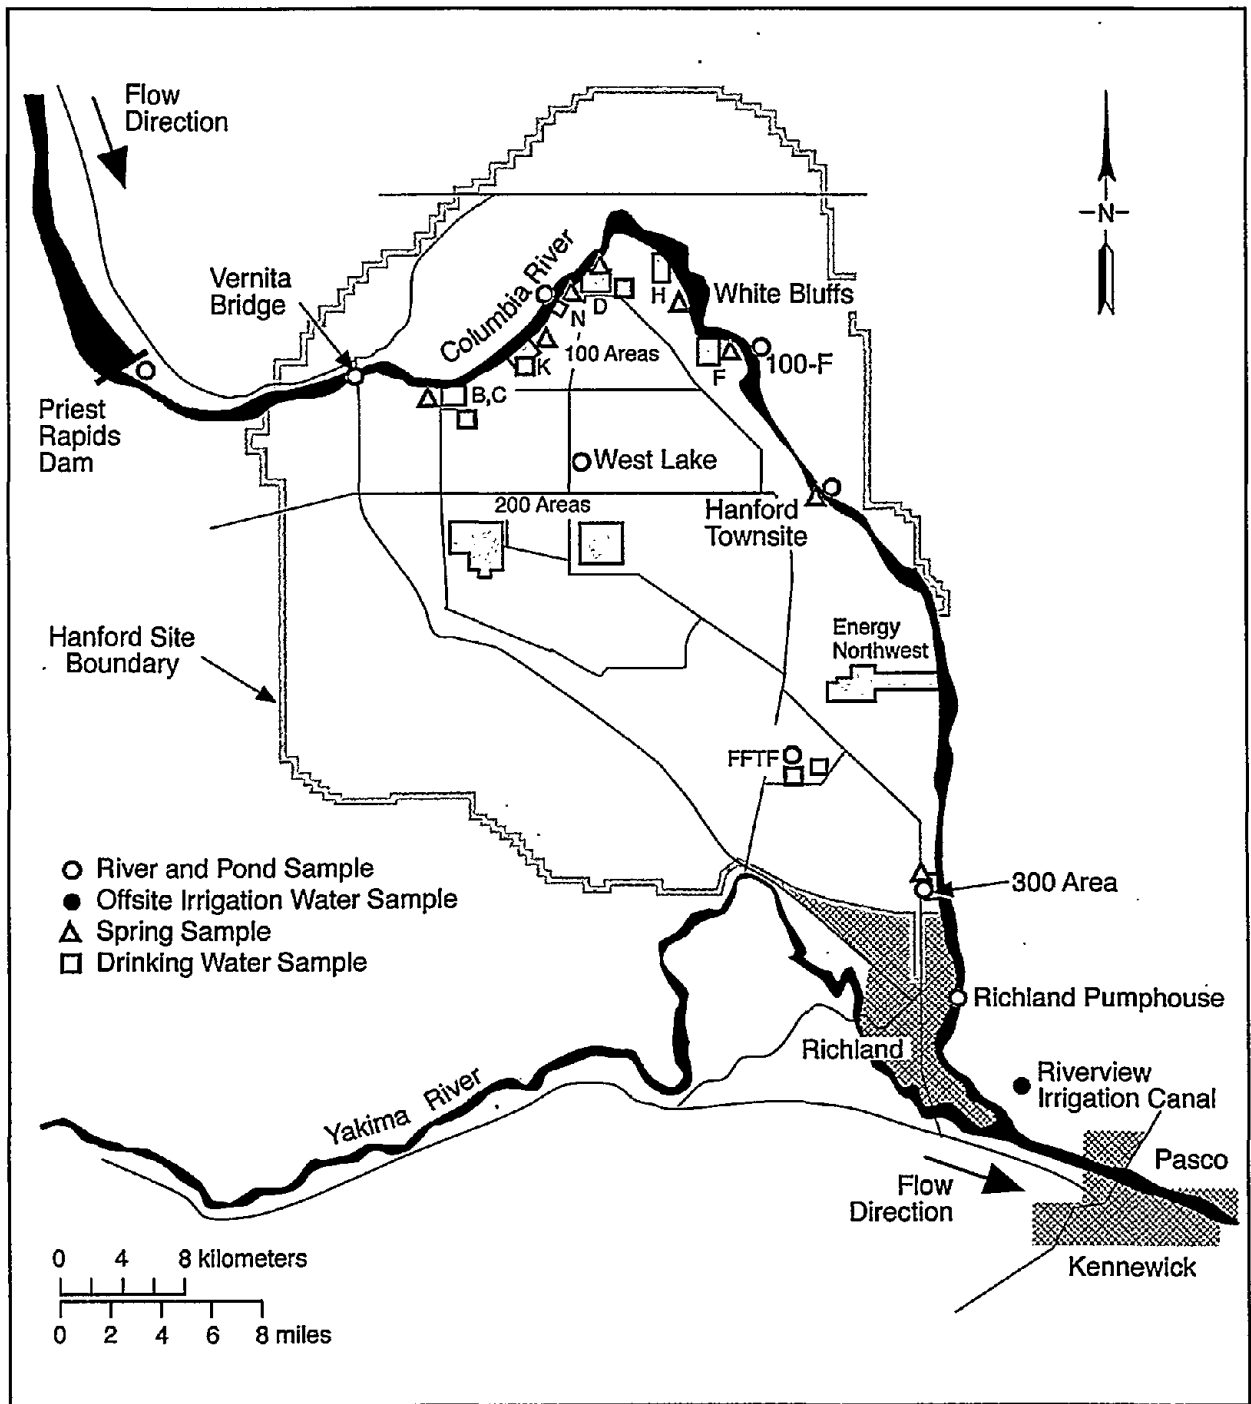 Flow
Direction
N
Vernita
Bridge
Columbia River
D
H
White Bluffs
N
100 Areas
K
F
100-F
B,C
Priest
Rapids
Dam
West Lake
200 Areas
Hanford
Townsite
Hanford Site
Boundary
Energy
Northwest
FFTF
River and Pond Sample
Offsite Irrigation Water Sample
Spring Sample
Drinking Water Sample
300 Area
Richland Pumphouse
Richland
Riverview
Irrigation Canal
Yakima River
Pasco
Flow
Direction
Kennewick
0 4 8 kilometers
0 2 4 6 8 miles